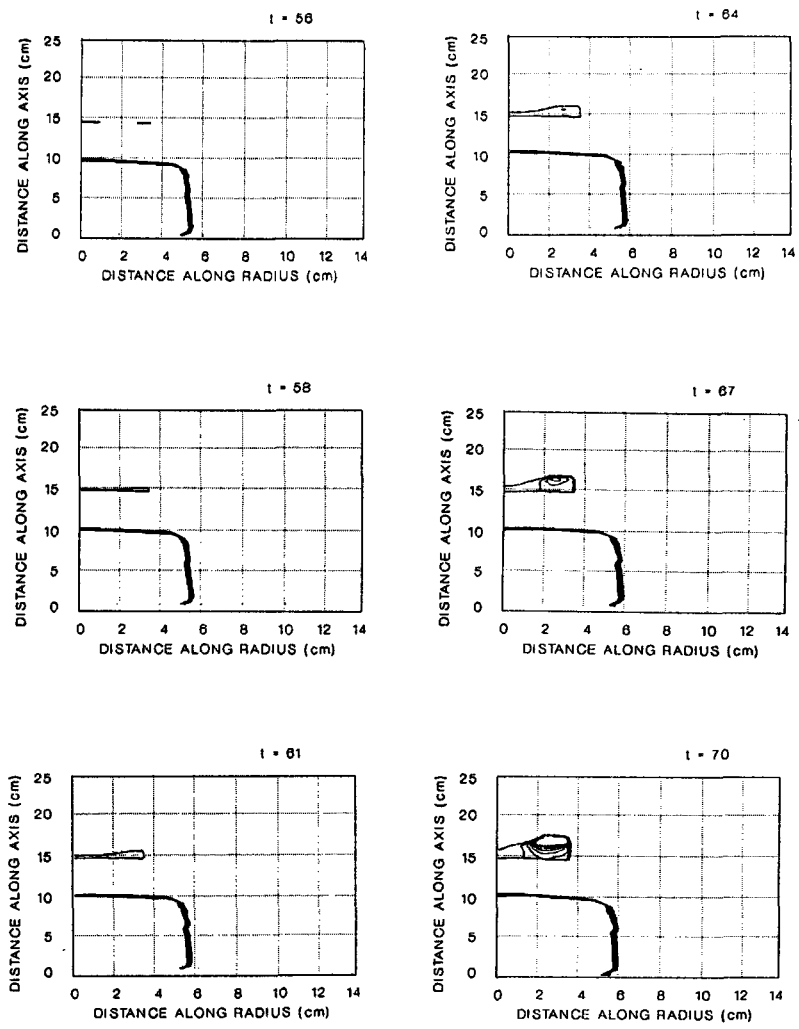 t = 56
DISTANCE ALONG AXIS (cm)
25
20
15
10
5
0
0 2 4 6 8 10 12 14
DISTANCE ALONG RADIUS (cm)
t = 64
DISTANCE ALONG AXIS (cm)
25
20
15
10
5
0
0 2 4 6 8 10 12 14
DISTANCE ALONG RADIUS (cm)
t = 58
DISTANCE ALONG AXIS (cm)
25
20
15
10
5
0
0 2 4 6 8 10 12 14
DISTANCE ALONG RADIUS (cm)
t = 67
DISTANCE ALONG AXIS (cm)
25
20
15
10
5
0
0 2 4 6 8 10 12 14
DISTANCE ALONG RADIUS (cm)
t = 61
DISTANCE ALONG AXIS (cm)
25
20
15
10
5
0
0 2 4 6 8 10 12 14
DISTANCE ALONG RADIUS (cm)
t = 70
DISTANCE ALONG AXIS (cm)
25
20
15
10
5
0
0 2 4 6 8 10 12 14
DISTANCE ALONG RADIUS (cm)